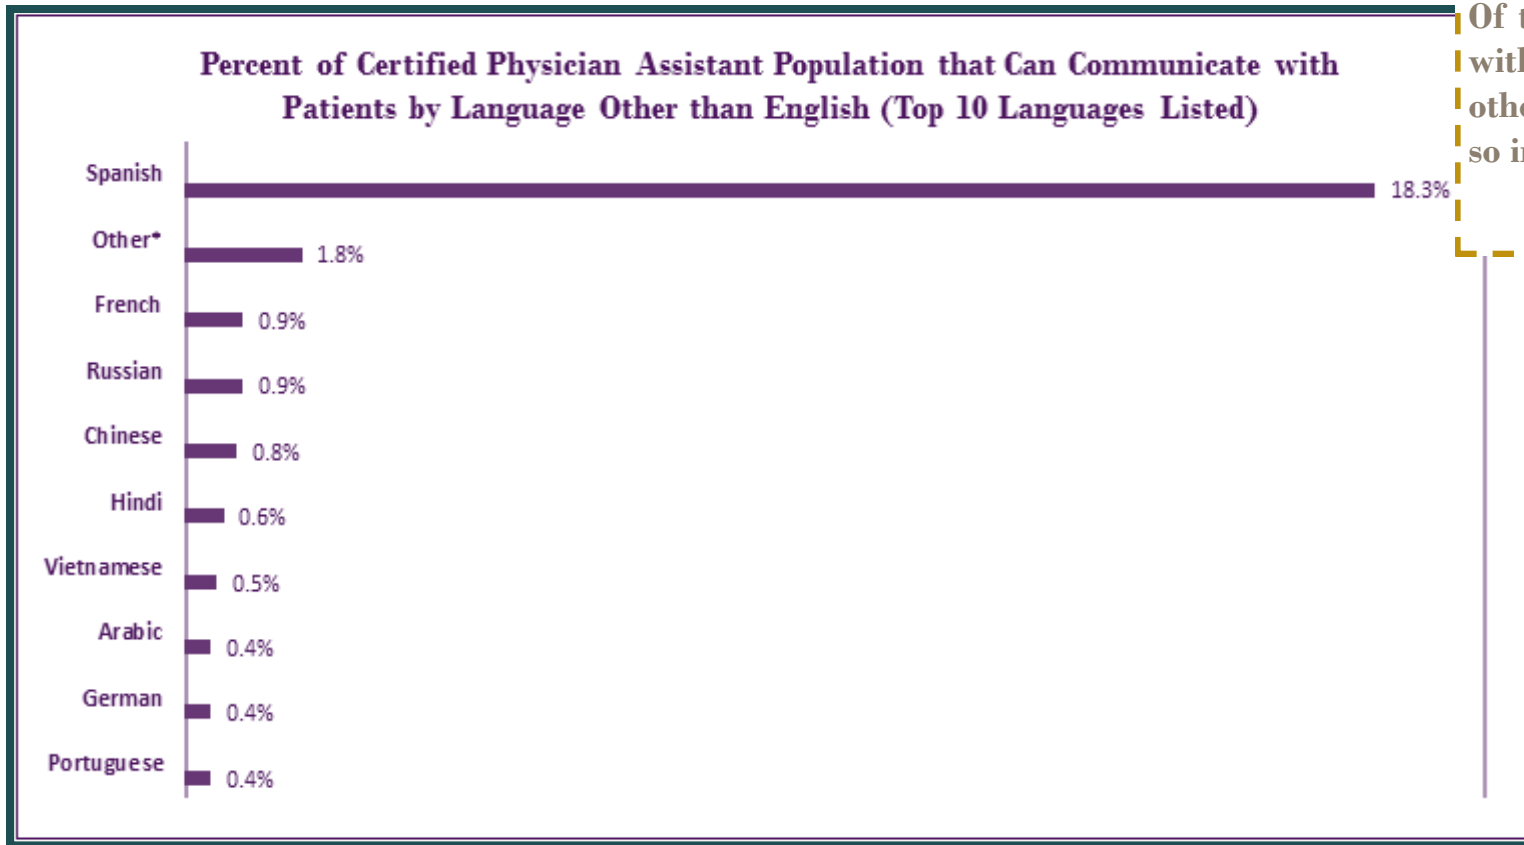 Percent of Certified Physician Assistant Population that Can Communicate with
Patients by Language Other than English (Top 10 Languages Listed)
Spanish 18.3%
Other* 1.8%
French 0.9%
Russian 0.9%
Chinese 0.8%
Hindi 0.6%
Vietnamese 0.5%
Arabic 0.4%
German 0.4%
Portuguese 0.4%
Of
so